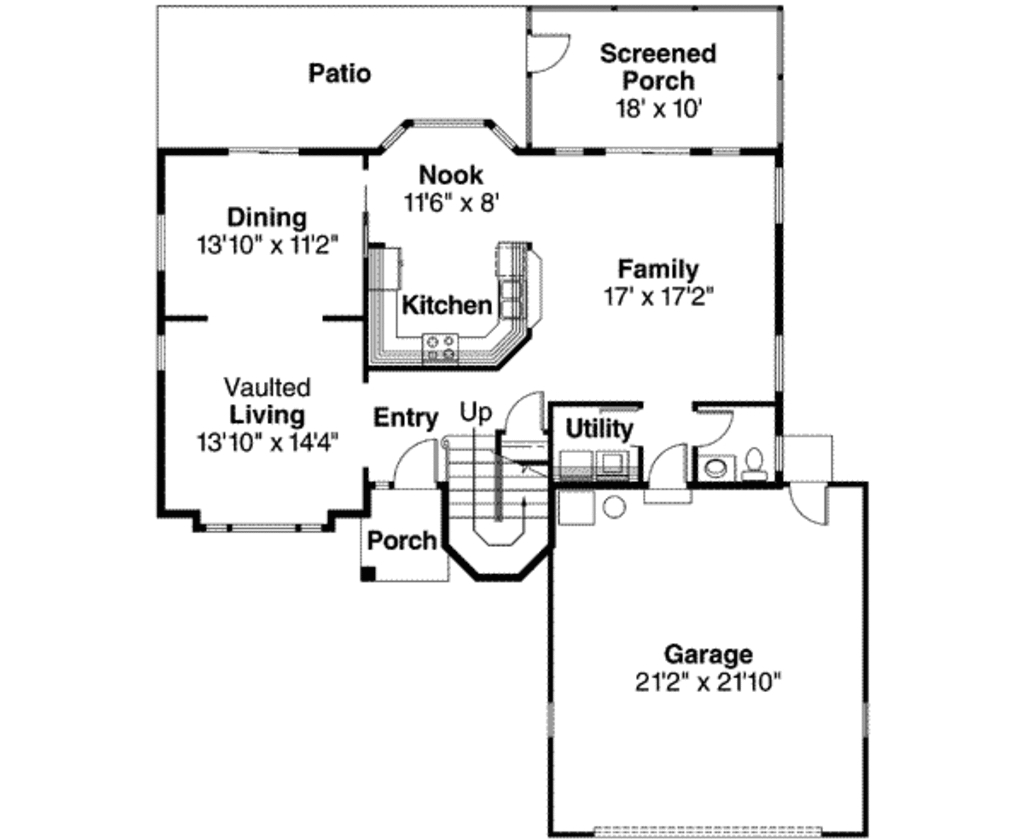 Patio
Screened
Porch
18' x 10'
Nook
11'6" x 8'
Dining
13'10" x 11'2"
Family
17' x 17'2"
Kitchen
Vaulted
Living
13'10" x 14'4"
Entry
Up
Utility
Porch
Garage
21'2" x 21'10"